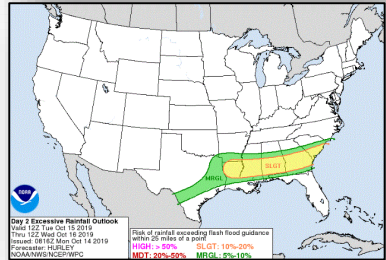 SLGT
MRGL
NOAA
Day 2 Excessive Rainfall Outlook
Valid 12Z Tue Oct 15 2019
Thru 12Z Wed Oct 16 2019
Issued: 0816Z Mon Oct 14 2019
Forecaster: HURLEY
NOAA/NWS/NCEP/WPC
Risk of rainfall exceeding flash flood guidance
within 25 miles of a point
HIGH: > 50% SLGT: 10%-20%
MDT: 20%-50% MRGL: 5%-10%